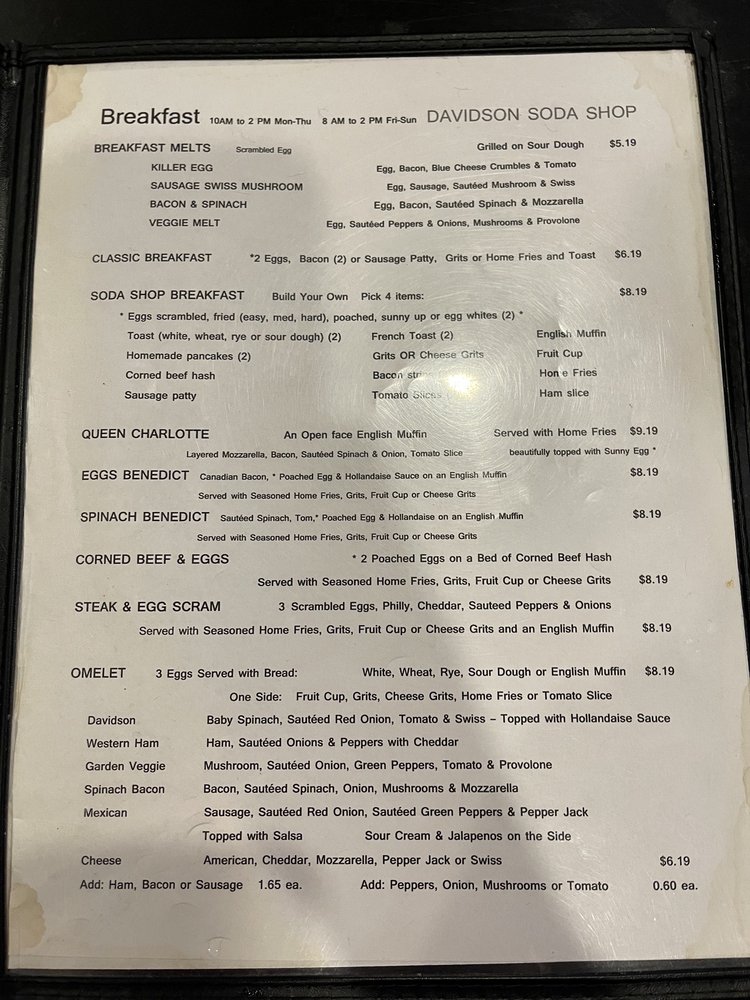 Breakfast 10AM to 2 PM Mon-Thu 8 AM to 2 PM Fri-Sun DAVIDSON SODA SHOP
BREAKFAST MELTS Scrambled Egg Grilled on Sour Dough $5.19
KILLER EGG Egg, Bacon, Blue Cheese Crumbles & Tomato
SAUSAGE SWISS MUSHROOM Egg, Sausage, Sautéed Mushroom & Swiss
BACON & SPINACH Egg, Bacon, Sautéed Spinach & Mozzarella
VEGGIE MELT Egg, Sautéed Peppers & Onions, Mushrooms & Provolone
CLASSIC BREAKFAST *2 Eggs, Bacon (2) or Sausage Patty, Grits or Home Fries and Toast $6.19
SODA SHOP BREAKFAST Build Your Own Pick 4 items: $8.19
* Eggs scrambled, fried (easy, med, hard), poached, sunny up or egg whites (2) *
Toast (white, wheat, rye or sour dough) (2) French Toast (2) English Muffin
Homemade pancakes (2) Grits OR Cheese Grits Fruit Cup
Corned beef hash Bacon Home Fries
Sausage patty Tomato Slices Ham slice
QUEEN CHARLOTTE An Open face English Muffin Served with Home Fries $9.19
Layered Mozzarella, Bacon, Sautéed Spinach & Onion, Tomato Slice beautifully topped with Sunny Egg *
EGGS BENEDICT Canadian Bacon, * Poached Egg & Hollandaise Sauce on an English Muffin $8.19
Served with Seasoned Home Fries, Grits, Fruit Cup or Cheese Grits
SPINACH BENEDICT Sautéed Spinach, Tom,* Poached Egg & Hollandaise on an English Muffin $8.19
Served with Seasoned Home Fries, Grits, Fruit Cup or Cheese Grits
CORNED BEEF & EGGS * 2 Poached Eggs on a Bed of Corned Beef Hash
Served with Seasoned Home Fries, Grits, Fruit Cup or Cheese Grits $8.19
STEAK & EGG SCRAM 3 Scrambled Eggs, Philly, Cheddar, Sauteed Peppers & Onions
Served with Seasoned Home Fries, Grits, Fruit Cup or Cheese Grits and an English Muffin $8.19
OMELET 3 Eggs Served with Bread: White, Wheat, Rye, Sour Dough or English Muffin $8.19
One Side: Fruit Cup, Grits, Cheese Grits, Home Fries or Tomato Slice
Davidson Baby Spinach, Sautéed Red Onion, Tomato & Swiss – Topped with Hollandaise Sauce
Western Ham Ham, Sautéed Onions & Peppers with Cheddar
Garden Veggie Mushroom, Sautéed Onion, Green Peppers, Tomato & Provolone
Spinach Bacon Bacon, Sautéed Spinach, Onion, Mushrooms & Mozzarella
Mexican Sausage, Sautéed Red Onion, Sautéed Green Peppers & Pepper Jack
Topped with Salsa Sour Cream & Jalapenos on the Side
Cheese American, Cheddar, Mozzarella, Pepper Jack or Swiss $6.19
Add: Ham, Bacon or Sausage 1.65 ea. Add: Peppers, Onion, Mushrooms or Tomato 0.60 ea.